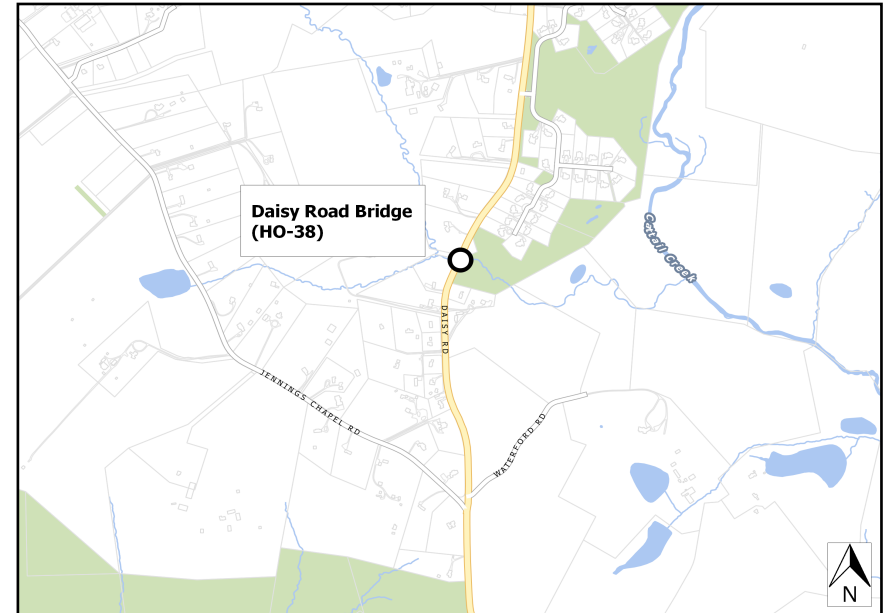 Daisy Road Bridge
(HO-38)
Cattail Creek
DAISY RD
JENNINGS CHAPEL RD
WATERFORD RD
N